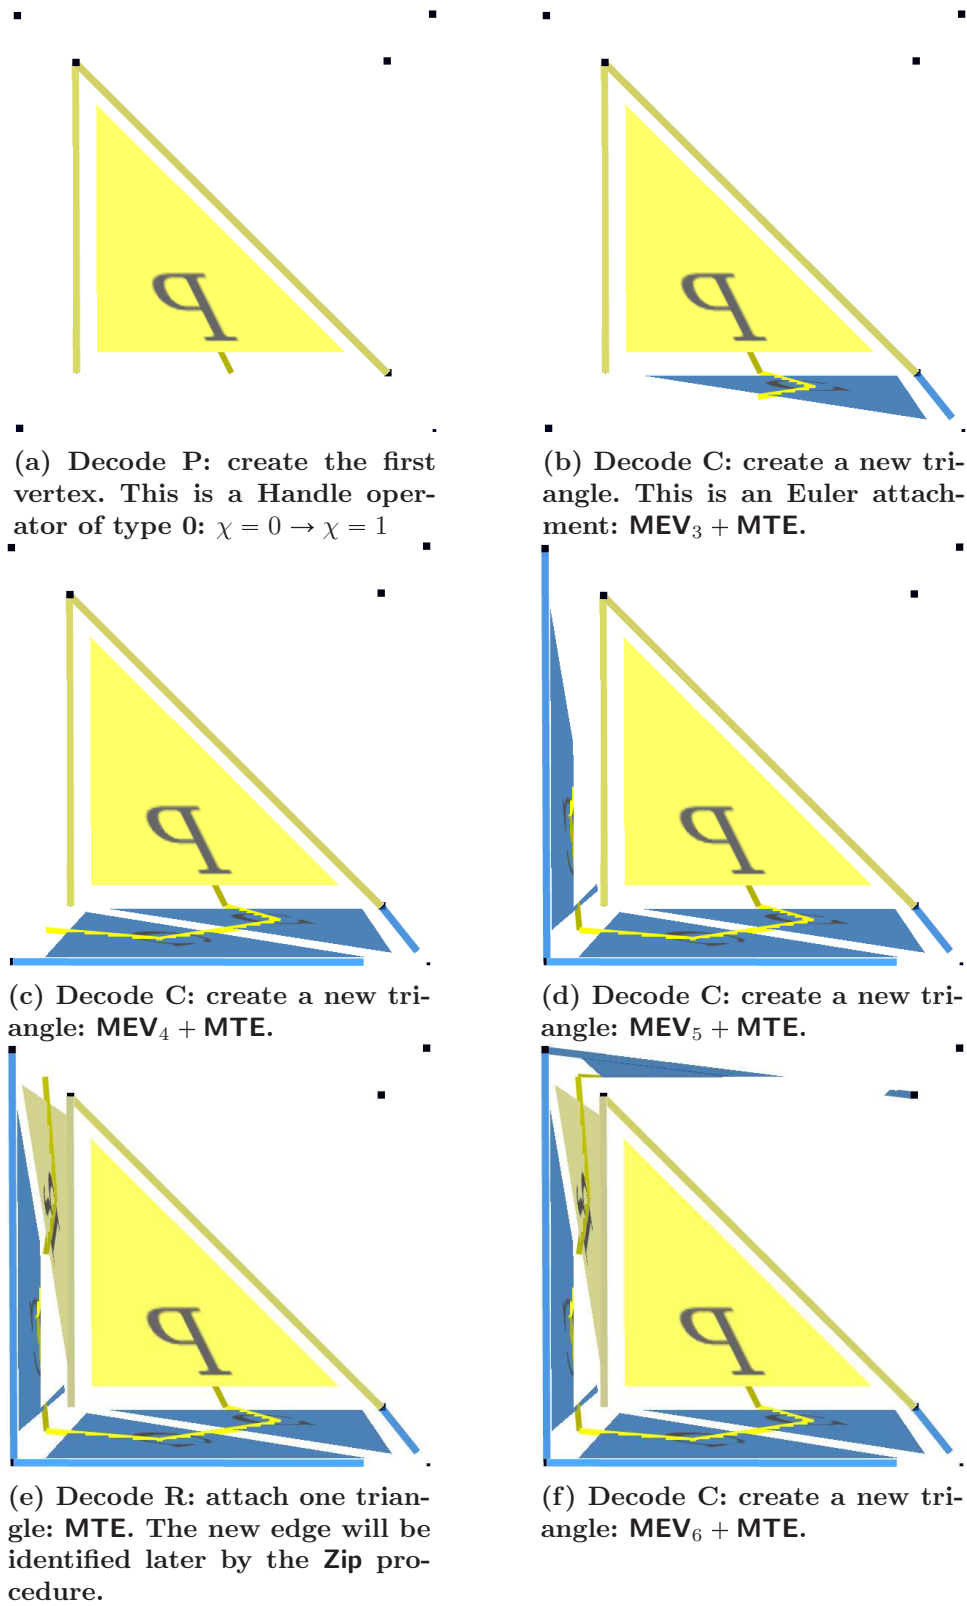 P
P
(a) Decode P: create the first
vertex. This is a Handle oper-
ator of type 0: χ = 0 → χ = 1
(b) Decode C: create a new tri-
angle. This is an Euler attach-
ment: MEV₃ + MTE.
P
P
(c) Decode C: create a new tri-
angle: MEV₄ + MTE.
(d) Decode C: create a new tri-
angle: MEV₅ + MTE.
P
P
(e) Decode R: attach one trian-
gle: MTE. The new edge will be
identified later by the Zip pro-
cedure.
(f) Decode C: create a new tri-
angle: MEV₆ + MTE.